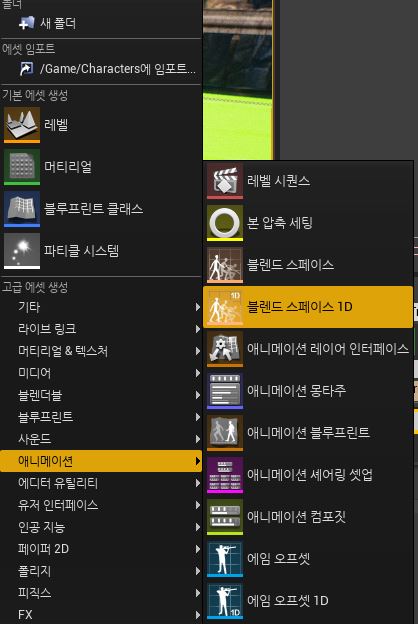 폴더
새 폴더
에셋 임포트
/Game/Characters에 임포트...
기본 에셋 생성
레벨
머티리얼
블루프린트 클래스
파티클 시스템
고급 에셋 생성
기타
라이브 링크
머티리얼 & 텍스처
미디어
블렌더블
블루프린트
사운드
애니메이션
에디터 유틸리티
유저 인터페이스
인공 지능
페이퍼 2D
폴리지
피직스
FX
레벨 시퀀스
본 압축 세팅
블렌드 스페이스
1D
블렌드 스페이스 1D
애니메이션 레이어 인터페이스
애니메이션 몽타주
애니메이션 블루프린트
애니메이션 셰어링 셋업
애니메이션 컴포짓
에임 오프셋
1D
에임 오프셋 1D